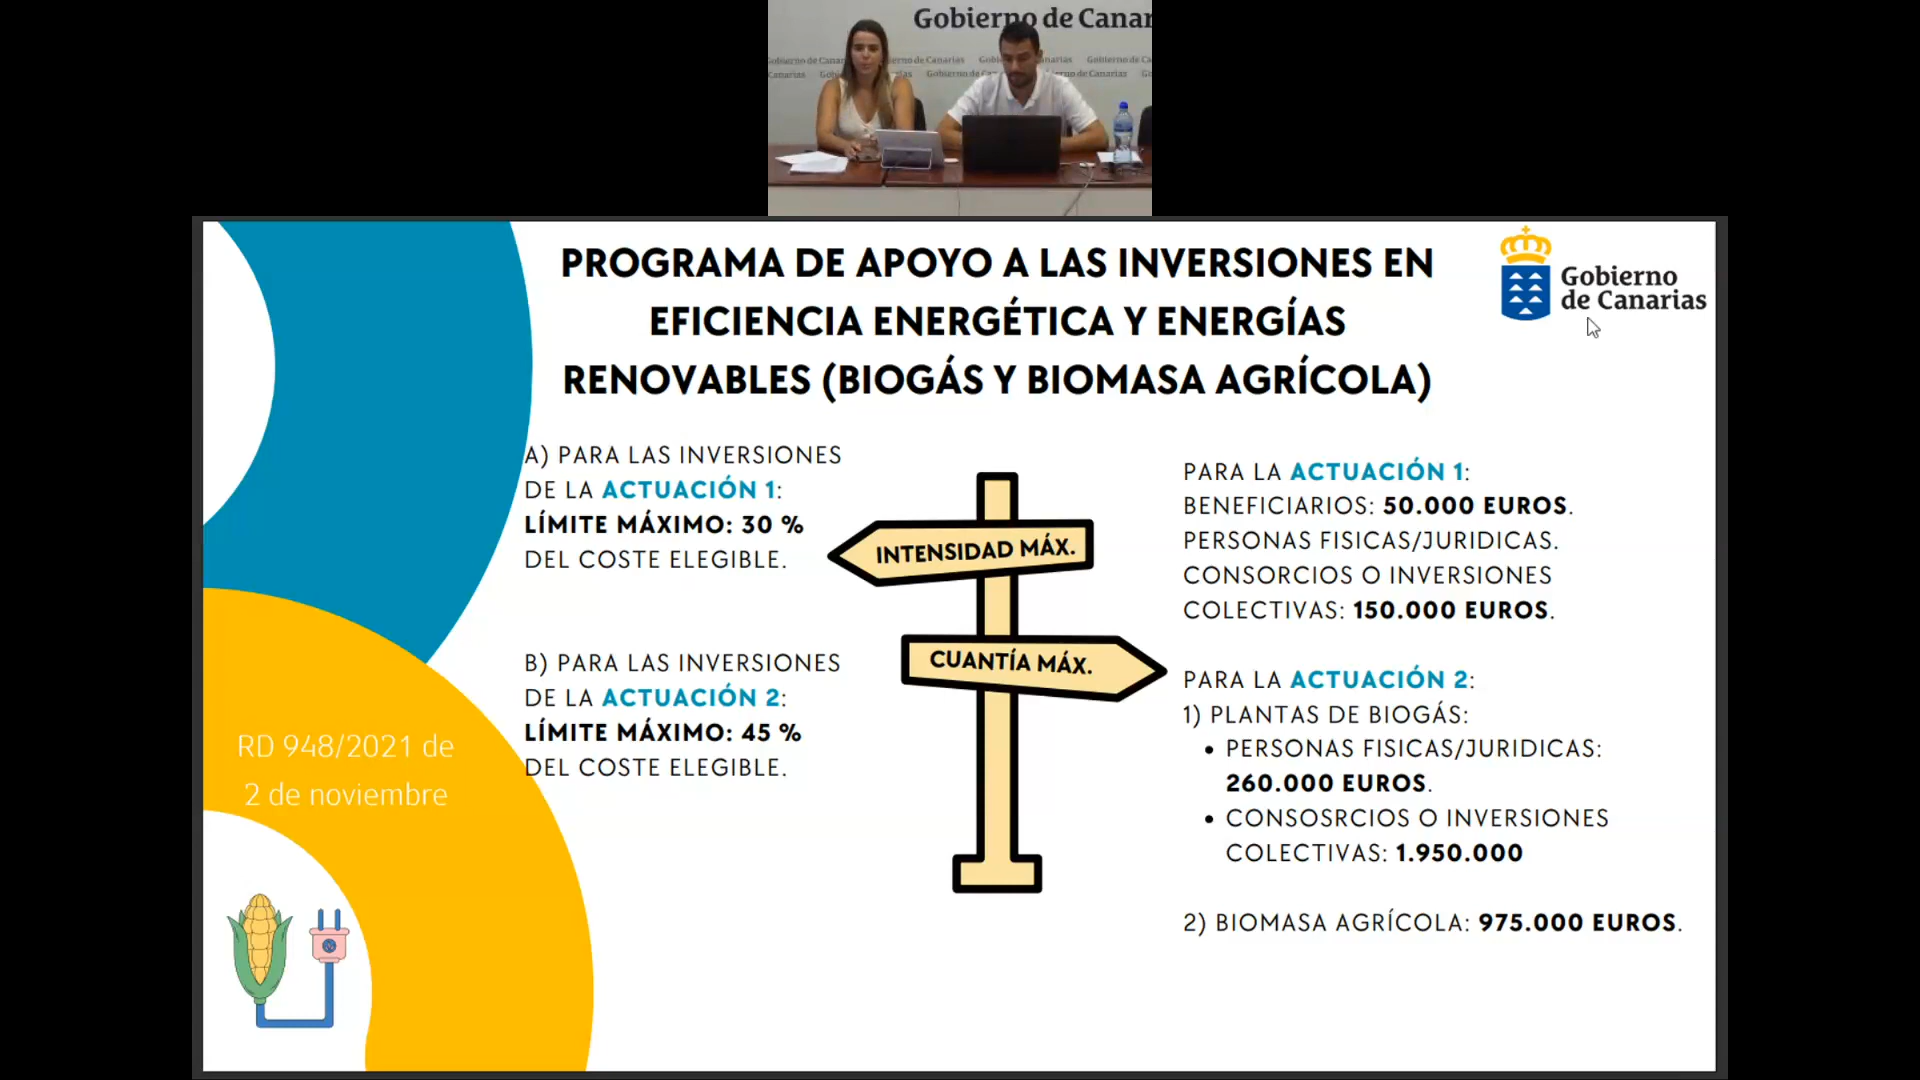 Gobierno de Canar
Gobierno de Canarias
PROGRAMA DE APOYO A LAS INVERSIONES EN
EFICIENCIA ENERGÉTICA Y ENERGÍAS
RENOVABLES (BIOGÁS Y BIOMASA AGRÍCOLA)
Gobierno
de Canarias
A) PARA LAS INVERSIONES
DE LA ACTUACIÓN 1:
LÍMITE MÁXIMO: 30 %
DEL COSTE ELEGIBLE.
B) PARA LAS INVERSIONES
DE LA ACTUACIÓN 2:
LÍMITE MÁXIMO: 45 %
DEL COSTE ELEGIBLE.
INTENSIDAD MÁX.
CUANTÍA MÁX.
PARA LA ACTUACIÓN 1:
BENEFICIARIOS: 50.000 EUROS.
PERSONAS FISICAS/JURIDICAS.
CONSORCIOS O INVERSIONES
COLECTIVAS: 150.000 EUROS.
PARA LA ACTUACIÓN 2:
1) PLANTAS DE BIOGÁS:
• PERSONAS FISICAS/JURIDICAS:
260.000 EUROS.
• CONSOSRCIOS O INVERSIONES
COLECTIVAS: 1.950.000
2) BIOMASA AGRÍCOLA: 975.000 EUROS.
RD 948/2021 de
2 de noviembre